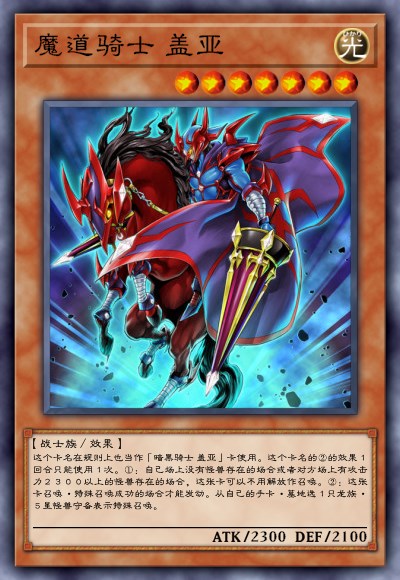 魔道骑士 盖亚
光
【战士族／效果】
这个卡名在规则上也当作「暗黑骑士 盖亚」卡使用。这个卡名的②的效果1
回合只能使用1次。①：自己场上没有怪兽存在的场合或者对方场上有攻击
力2300以上的怪兽存在的场合，这张卡可以不用解放作召唤。②：这张
卡召唤·特殊召唤成功的场合才能发动。从自己的手卡·墓地选1只龙族·
5星怪兽守备表示特殊召唤。
ATK/2300 DEF/2100